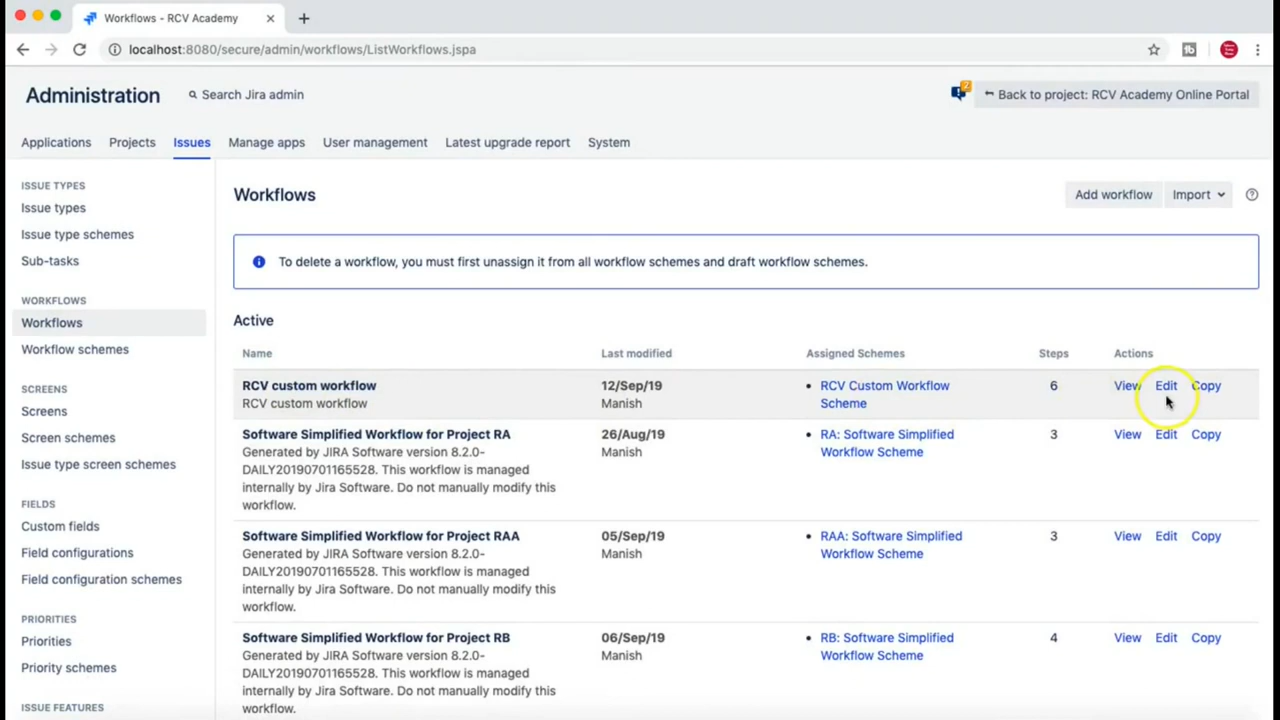 Workflows - RCV Academy
localhost:8080/secure/admin/workflows/ListWorkflows.jspa
Administration
Search Jira admin
Back to project: RCV Academy Online Portal
Applications Projects Issues Manage apps User management Latest upgrade report System
ISSUE TYPES
Issue types
Issue type schemes
Sub-tasks
WORKFLOWS
Workflows
Workflow schemes
SCREENS
Screens
Screen schemes
Issue type screen schemes
FIELDS
Custom fields
Field configurations
Field configuration schemes
PRIORITIES
Priorities
Priority schemes
ISSUE FEATURES
Workflows
Add workflow Import
To delete a workflow, you must first unassign it from all workflow schemes and draft workflow schemes.
Active
Name Last modified Assigned Schemes Steps Actions
RCV custom workflow 12/Sep/19 • RCV Custom Workflow 6 View Edit Copy
RCV custom workflow Manish Scheme
Software Simplified Workflow for Project RA 26/Aug/19 • RA: Software Simplified 3 View Edit Copy
Generated by JIRA Software version 8.2.0- Manish Workflow Scheme
DAILY20190701165528. This workflow is managed
internally by Jira Software. Do not manually modify this
workflow.
Software Simplified Workflow for Project RAA 05/Sep/19 • RAA: Software Simplified 3 View Edit Copy
Generated by JIRA Software version 8.2.0- Manish Workflow Scheme
DAILY20190701165528. This workflow is managed
internally by Jira Software. Do not manually modify this
workflow.
Software Simplified Workflow for Project RB 06/Sep/19 • RB: Software Simplified 4 View Edit Copy
Generated by JIRA Software version 8.2.0- Manish Workflow Scheme
DAILY20190701165528. This workflow is managed
internally by Jira Software. Do not manually modify this
workflow.